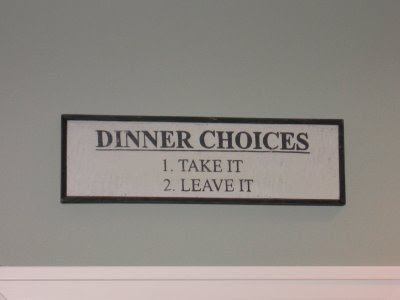 DINNER CHOICES
1. TAKE IT
2. LEAVE IT